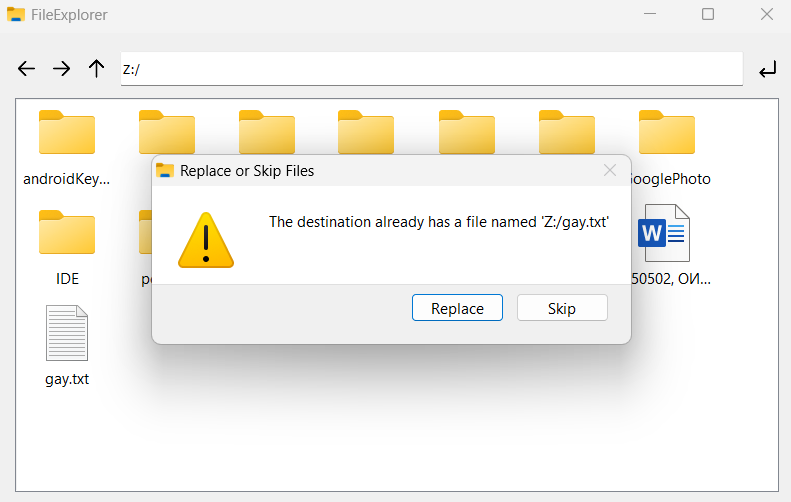 FileExplorer
Z:/
androidKey...
GooglePhoto
Replace or Skip Files
The destination already has a file named 'Z:/gay.txt'
Replace
Skip
IDE
50502, ОИ...
gay.txt